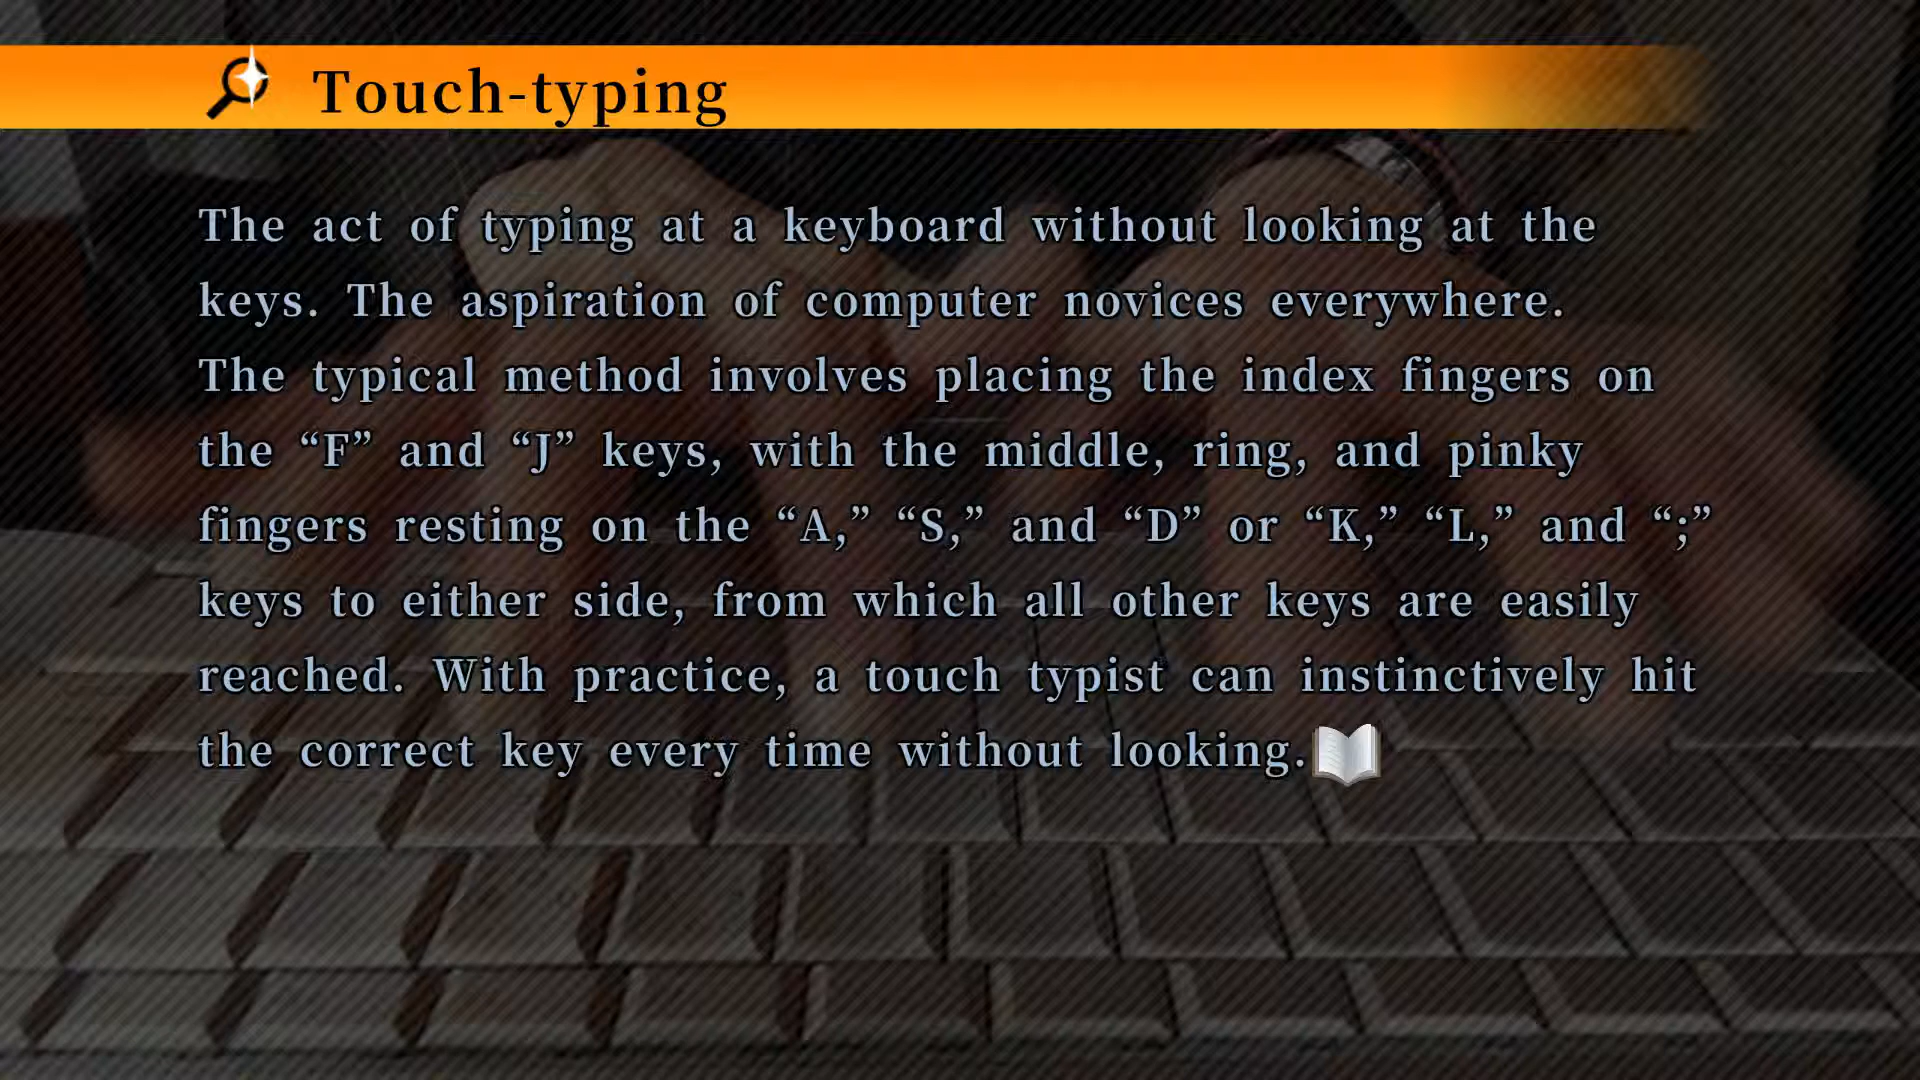 Touch-typing
The act of typing at a keyboard without looking at the
keys. The aspiration of computer novices everywhere.
The typical method involves placing the index fingers on
the “F” and “J” keys, with the middle, ring, and pinky
fingers resting on the “A,” “S,” and “D” or “K,” “L,” and “;”
keys to either side, from which all other keys are easily
reached. With practice, a touch typist can instinctively hit
the correct key every time without looking.